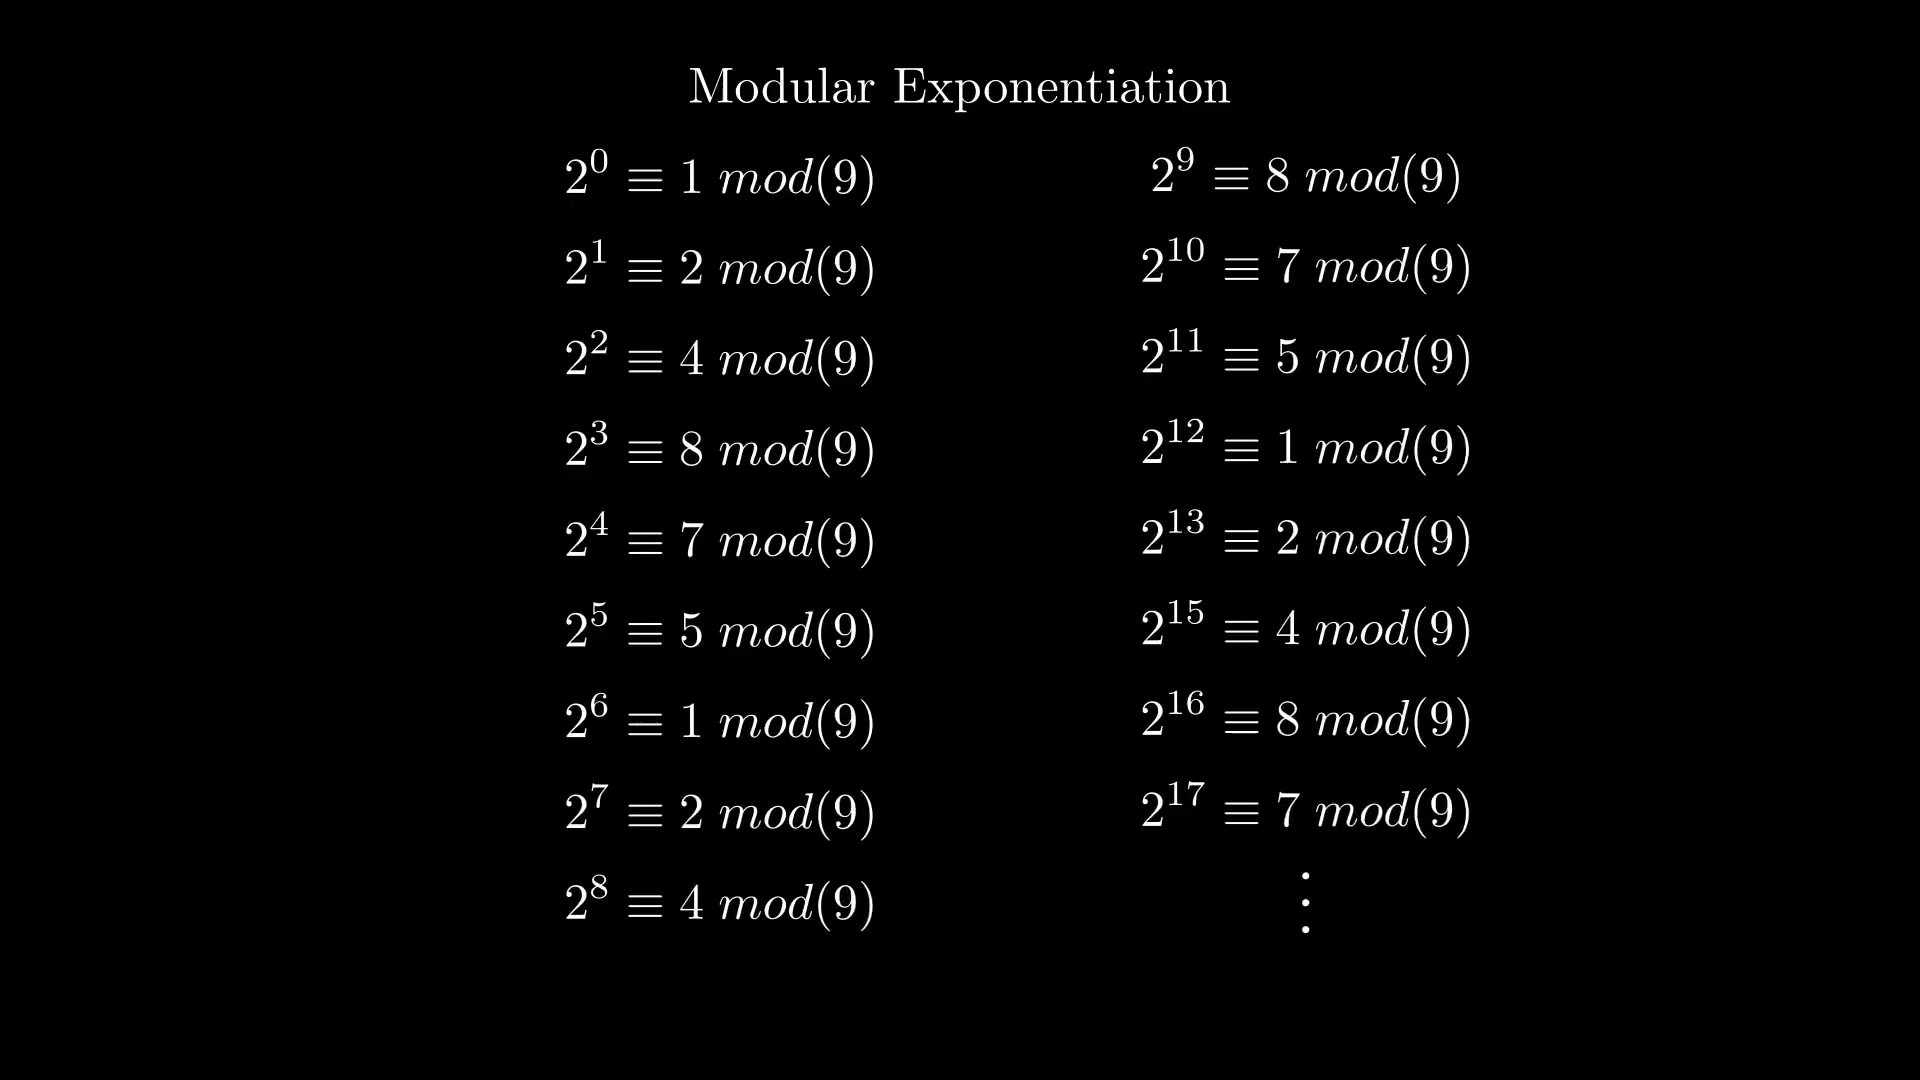 Modular Exponentiation
2^0 ≡ 1 mod(9)
2^1 ≡ 2 mod(9)
2^2 ≡ 4 mod(9)
2^3 ≡ 8 mod(9)
2^4 ≡ 7 mod(9)
2^5 ≡ 5 mod(9)
2^6 ≡ 1 mod(9)
2^7 ≡ 2 mod(9)
2^8 ≡ 4 mod(9)
2^9 ≡ 8 mod(9)
2^10 ≡ 7 mod(9)
2^11 ≡ 5 mod(9)
2^12 ≡ 1 mod(9)
2^13 ≡ 2 mod(9)
2^15 ≡ 4 mod(9)
2^16 ≡ 8 mod(9)
2^17 ≡ 7 mod(9)
⋮